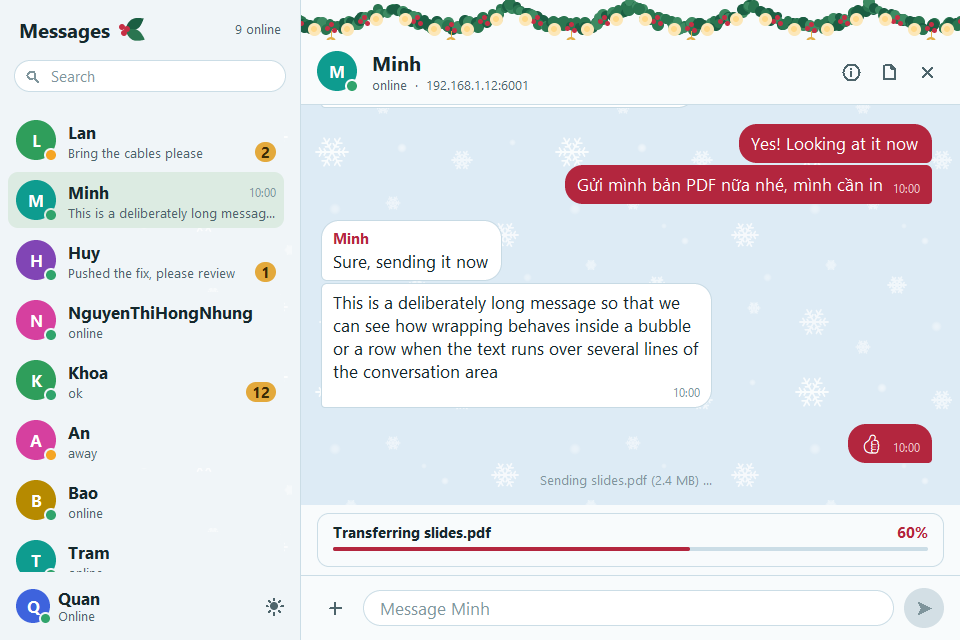 Messages
9 online
Search
L
Lan
Bring the cables please
2
M
Minh
10:00
This is a deliberately long messag...
H
Huy
Pushed the fix, please review
1
N
NguyenThiHongNhung
online
K
Khoa
ok
12
A
An
away
B
Bao
online
T
Tram
Q
Quan
Online
M
Minh
online · 192.168.1.12:6001
Yes! Looking at it now
Gửi mình bản PDF nữa nhé, mình cần in 10:00
Minh
Sure, sending it now
This is a deliberately long message so that we
can see how wrapping behaves inside a bubble
or a row when the text runs over several lines of
the conversation area
10:00
10:00
Sending slides.pdf (2.4 MB) ...
Transferring slides.pdf
60%
Message Minh